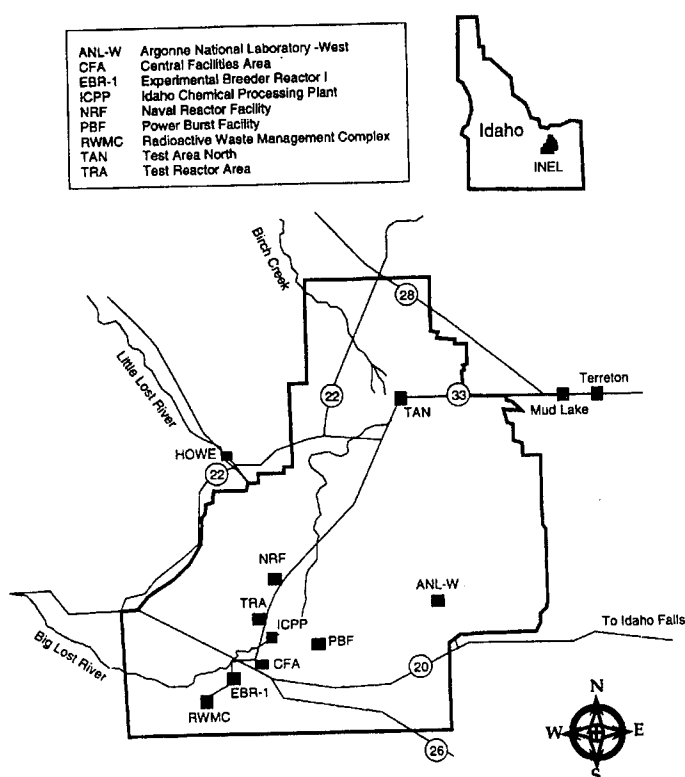 ANL-W Argonne National Laboratory -West
CFA Central Facilities Area
EBR-1 Experimental Breeder Reactor I
ICPP Idaho Chemical Processing Plant
NRF Naval Reactor Facility
PBF Power Burst Facility
RWMC Radioactive Waste Management Complex
TAN Test Area North
TRA Test Reactor Area
Idaho
INEL
Birch Creek
28
Little Lost River
22
TAN
33
Mud Lake
Terreton
HOWE
22
NRF
ANL-W
TRA
ICPP
PBF
To Idaho Falls
Big Lost River
CFA
20
EBR-1
RWMC
26
N
W
E
S